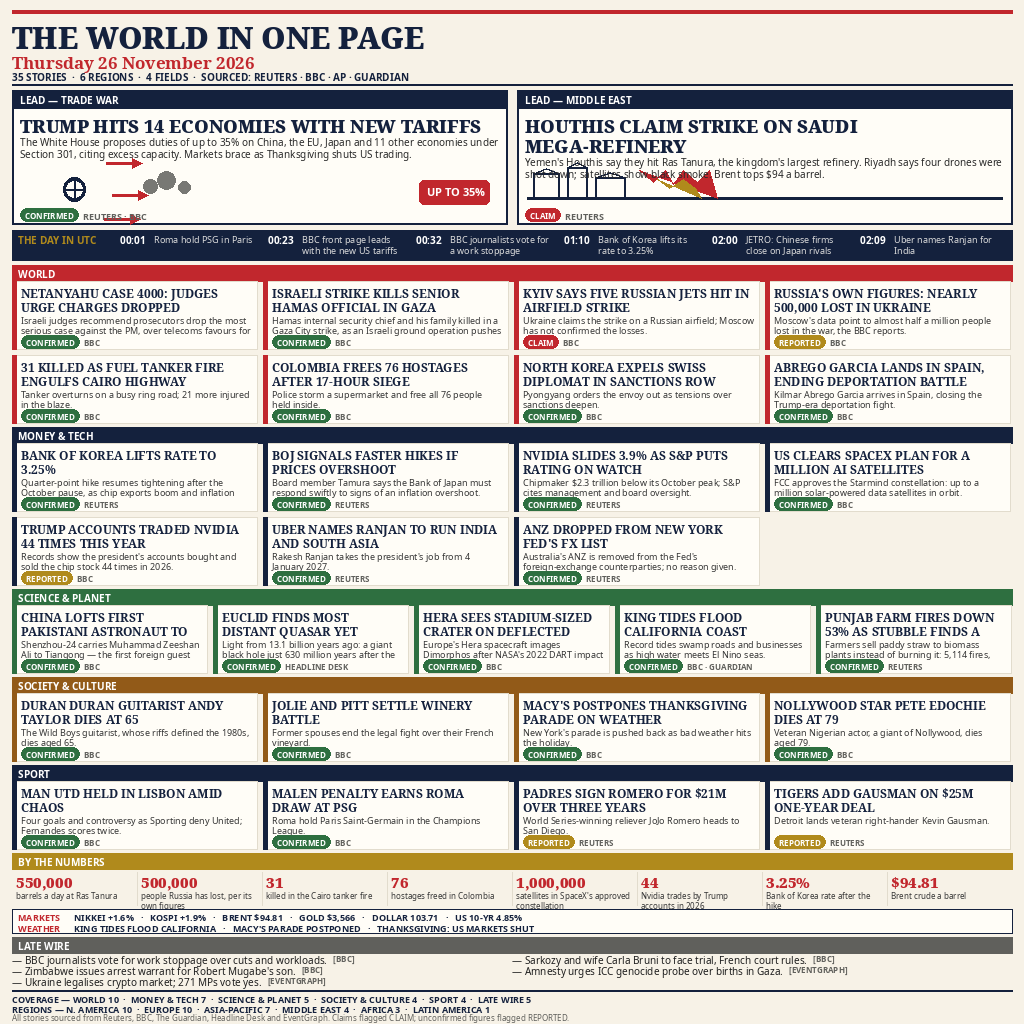 THE WORLD IN ONE PAGE
Thursday 26 November 2026
35 STORIES · 6 REGIONS · 4 FIELDS · SOURCED: REUTERS · BBC · AP · GUARDIAN
LEAD — TRADE WAR
TRUMP HITS 14 ECONOMIES WITH NEW TARIFFS
The White House proposes duties of up to 35% on China, the EU, Japan and 11 other economies under
Section 301, citing excess capacity. Markets brace as Thanksgiving shuts US trading.
UP TO 35%
CONFIRMED REUTERS · BBC
LEAD — MIDDLE EAST
HOUTHIS CLAIM STRIKE ON SAUDI
MEGA-REFINERY
Yemen's Houthis say they hit Ras Tanura, the kingdom's largest refinery. Riyadh says four drones were
shot down; satellites show black smoke. Brent tops $94 a barrel.
CLAIM REUTERS
THE DAY IN UTC
00:01 Roma hold PSG in Paris
00:23 BBC front page leads
with the new US tariffs
00:32 BBC journalists vote for
a work stoppage
01:10 Bank of Korea lifts its
rate to 3.25%
02:00 JETRO: Chinese firms
close on Japan rivals
02:09 Uber names Ranjan for
India
WORLD
NETANYAHU CASE 4000: JUDGES
URGE CHARGES DROPPED
Israeli judges recommend prosecutors drop the most
serious case against the PM, over telecoms favours for
CONFIRMED BBC
ISRAELI STRIKE KILLS SENIOR
HAMAS OFFICIAL IN GAZA
Hamas internal security chief and his family killed in a
Gaza City strike, as an Israeli ground operation pushes
CONFIRMED BBC
KYIV SAYS FIVE RUSSIAN JETS HIT IN
AIRFIELD STRIKE
Ukraine claims the strike on a Russian airfield; Moscow
has not confirmed the losses.
CLAIM BBC
RUSSIA'S OWN FIGURES: NEARLY
500,000 LOST IN UKRAINE
Moscow's data point to almost half a million people
lost in the war, the BBC reports.
REPORTED BBC
31 KILLED AS FUEL TANKER FIRE
ENGULFS CAIRO HIGHWAY
Tanker overturns on a busy ring road; 21 more injured
in the blaze.
CONFIRMED BBC
COLOMBIA FREES 76 HOSTAGES
AFTER 17-HOUR SIEGE
Police storm a supermarket and free all 76 people
held inside.
CONFIRMED BBC
NORTH KOREA EXPELS SWISS
DIPLOMAT IN SANCTIONS ROW
Pyongyang orders the envoy out as tensions over
sanctions deepen.
CONFIRMED BBC
ABREGO GARCIA LANDS IN SPAIN,
ENDING DEPORTATION BATTLE
Kilmar Abrego Garcia arrives in Spain, closing the
Trump-era deportation fight.
CONFIRMED BBC
MONEY & TECH
BANK OF KOREA LIFTS RATE TO
3.25%
Quarter-point hike resumes tightening after the
October pause, as chip exports boom and inflation
CONFIRMED REUTERS
BOJ SIGNALS FASTER HIKES IF
PRICES OVERSHOOT
Board member Tamura says the Bank of Japan must
respond swiftly to signs of an inflation overshoot.
CONFIRMED REUTERS
NVIDIA SLIDES 3.9% AS S&P PUTS
RATING ON WATCH
Chipmaker $2.3 trillion below its October peak; S&P
cites management and board oversight.
CONFIRMED REUTERS
US CLEARS SPACEX PLAN FOR A
MILLION AI SATELLITES
FCC approves the Starmind constellation: up to a
million solar-powered data satellites in orbit.
CONFIRMED BBC
TRUMP ACCOUNTS TRADED NVIDIA
44 TIMES THIS YEAR
Records show the president's accounts bought and
sold the chip stock 44 times in 2026.
REPORTED BBC
UBER NAMES RANJAN TO RUN INDIA
AND SOUTH ASIA
Rakesh Ranjan takes the president's job from 4
January 2027.
CONFIRMED REUTERS
ANZ DROPPED FROM NEW YORK
FED'S FX LIST
Australia's ANZ is removed from the Fed's
foreign-exchange counterparties; no reason given.
CONFIRMED REUTERS
SCIENCE & PLANET
CHINA LOFTS FIRST
PAKISTANI ASTRONAUT TO
Shenzhou-24 carries Muhammad Zeeshan
Ali to Tiangong — the first foreign guest
CONFIRMED BBC
EUCLID FINDS MOST
DISTANT QUASAR YET
Light from 13.1 billion years ago: a giant
black hole just 630 million years after the
CONFIRMED HEADLINE DESK
HERA SEES STADIUM-SIZED
CRATER ON DEFLECTED
Europe's Hera spacecraft images
Dimorphos after NASA's 2022 DART impact
CONFIRMED BBC
KING TIDES FLOOD
CALIFORNIA COAST
Record tides swamp roads and businesses
as high water meets El Nino seas.
CONFIRMED BBC · GUARDIAN
PUNJAB FARM FIRES DOWN
53% AS STUBBLE FINDS A
Farmers sell paddy straw to biomass
plants instead of burning it: 5,114 fires,
CONFIRMED REUTERS
SOCIETY & CULTURE
DURAN DURAN GUITARIST ANDY
TAYLOR DIES AT 65
The Wild Boys guitarist, whose riffs defined the 1980s,
dies aged 65.
CONFIRMED BBC
JOLIE AND PITT SETTLE WINERY
BATTLE
Former spouses end the legal fight over their French
vineyard.
CONFIRMED BBC
MACY'S POSTPONES THANKSGIVING
PARADE ON WEATHER
New York's parade is pushed back as bad weather hits
the holiday.
CONFIRMED BBC
NOLLYWOOD STAR PETE EDOCHIE
DIES AT 79
Veteran Nigerian actor, a giant of Nollywood, dies
aged 79.
CONFIRMED BBC
SPORT
MAN UTD HELD IN LISBON AMID
CHAOS
Four goals and controversy as Sporting deny United;
Fernandes scores twice.
CONFIRMED BBC
MALEN PENALTY EARNS ROMA
DRAW AT PSG
Roma hold Paris Saint-Germain in the Champions
League.
CONFIRMED BBC
PADRES SIGN ROMERO FOR $21M
OVER THREE YEARS
World Series-winning reliever JoJo Romero heads to
San Diego.
REPORTED REUTERS
TIGERS ADD GAUSMAN ON $25M
ONE-YEAR DEAL
Detroit lands veteran right-hander Kevin Gausman.
REPORTED REUTERS
BY THE NUMBERS
550,000
barrels a day at Ras Tanura
500,000
people Russia has lost, per its
own figures
31
killed in the Cairo tanker fire
76
hostages freed in Colombia
1,000,000
satellites in SpaceX's approved
constellation
44
Nvidia trades by Trump
accounts in 2026
3.25%
Bank of Korea rate after the
hike
$94.81
Brent crude a barrel
MARKETS NIKKEI +1.6% · KOSPI +1.9% · BRENT $94.81 · GOLD $3,566 · DOLLAR 103.71 · US 10-YR 4.85%
WEATHER KING TIDES FLOOD CALIFORNIA · MACY'S PARADE POSTPONED · THANKSGIVING: US MARKETS SHUT
LATE WIRE
— BBC journalists vote for work stoppage over cuts and workloads. [BBC]
— Sarkozy and wife Carla Bruni to face trial, French court rules. [BBC]
— Zimbabwe issues arrest warrant for Robert Mugabe's son. [BBC]
— Amnesty urges ICC genocide probe over births in Gaza. [EVENTGRAPH]
— Ukraine legalises crypto market; 271 MPs vote yes. [EVENTGRAPH]
COVERAGE — WORLD 10 · MONEY & TECH 7 · SCIENCE & PLANET 5 · SOCIETY & CULTURE 4 · SPORT 4 · LATE WIRE 5
REGIONS — N. AMERICA 10 · EUROPE 10 · ASIA-PACIFIC 7 · MIDDLE EAST 4 · AFRICA 3 · LATIN AMERICA 1
All stories sourced from Reuters, BBC, The Guardian, Headline Desk and EventGraph. Claims flagged CLAIM; unconfirmed figures flagged REPORTED.